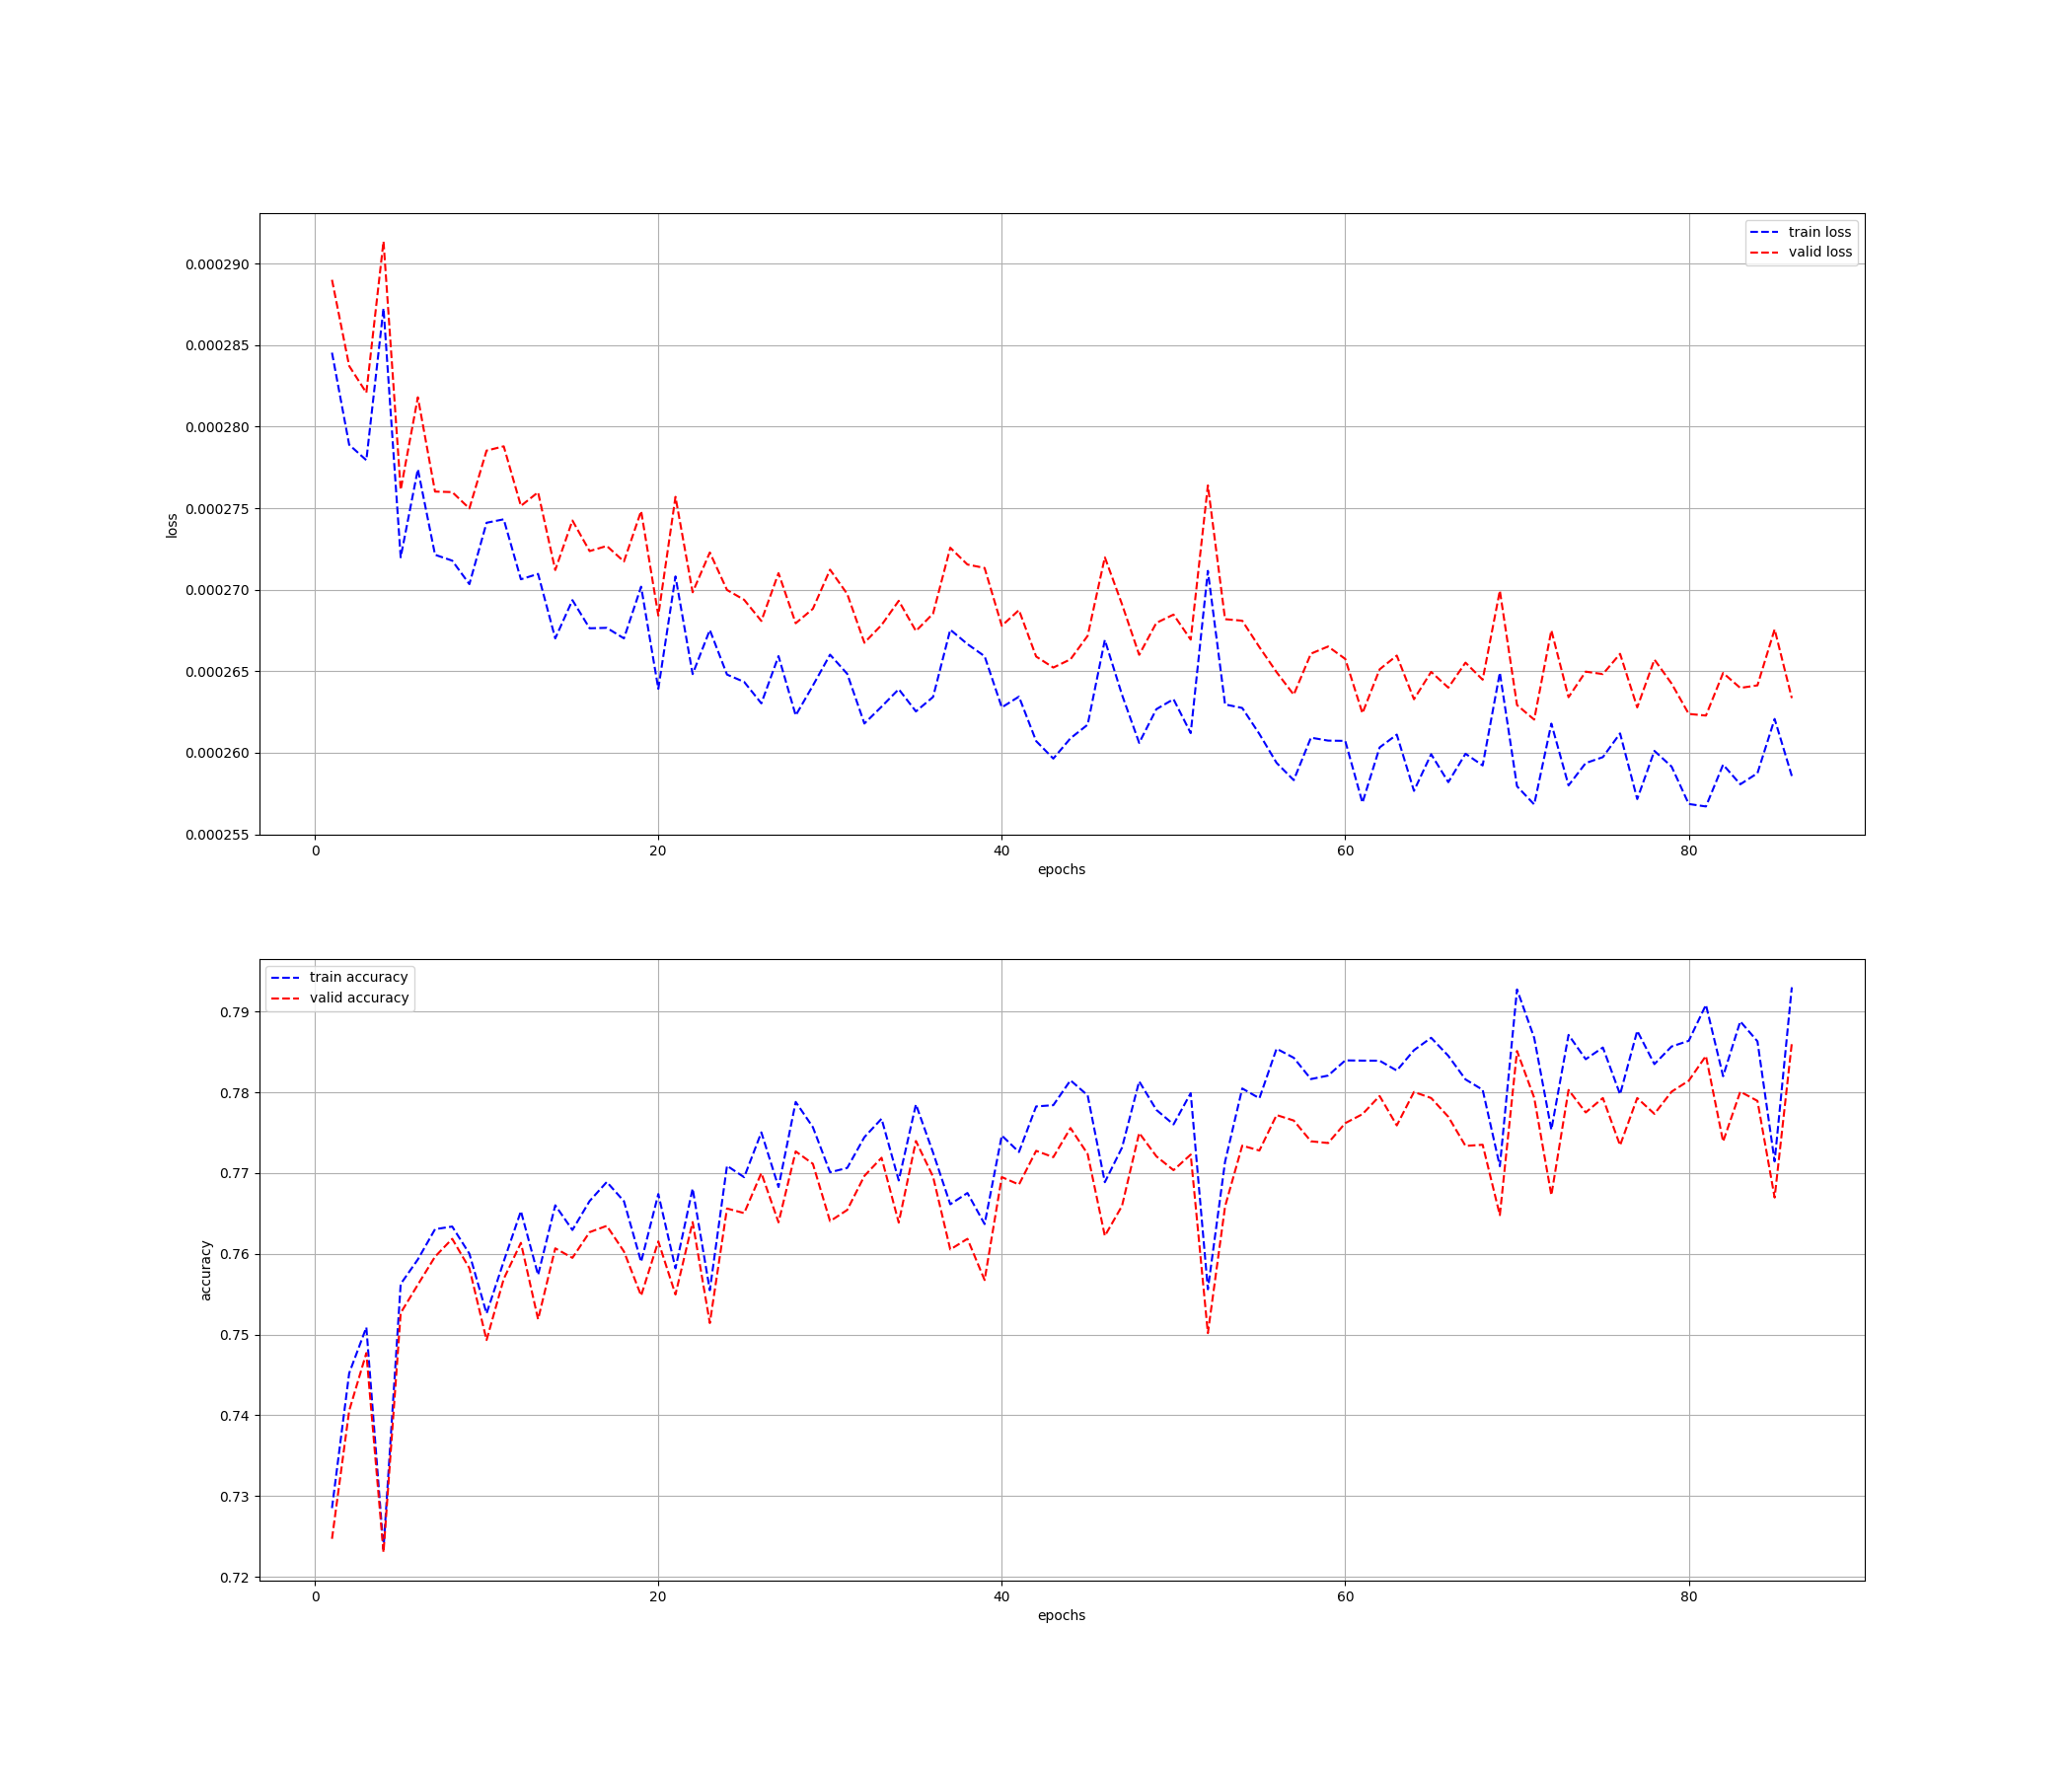 train loss
valid loss
0.000290
0.000285
0.000280
0.000275
0.000270
0.000265
0.000260
0.000255
loss
0 20 40 60 80
epochs
train accuracy
valid accuracy
0.79
0.78
0.77
0.76
0.75
0.74
0.73
0.72
accuracy
0 20 40 60 80
epochs